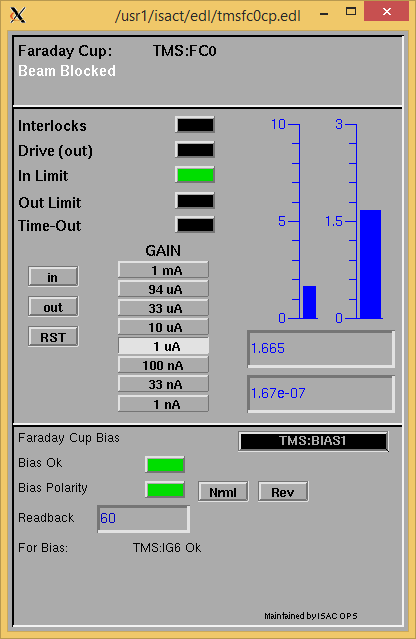 /usr1/isact/edl/tmsfc0cp.edl
Faraday Cup: TMS:FC0
Beam Blocked
Interlocks
Drive (out)
In Limit
Out Limit
Time-Out
10
5
0
3
1.5
0
GAIN
1 mA
94 uA
33 uA
10 uA
1 uA
100 nA
33 nA
1 nA
in
out
RST
1.665
1.67e-07
Faraday Cup Bias TMS:BIAS1
Bias Ok
Bias Polarity Nrml Rev
Readback 60
For Bias: TMS:IG6 Ok
Maintained by ISAC OPS